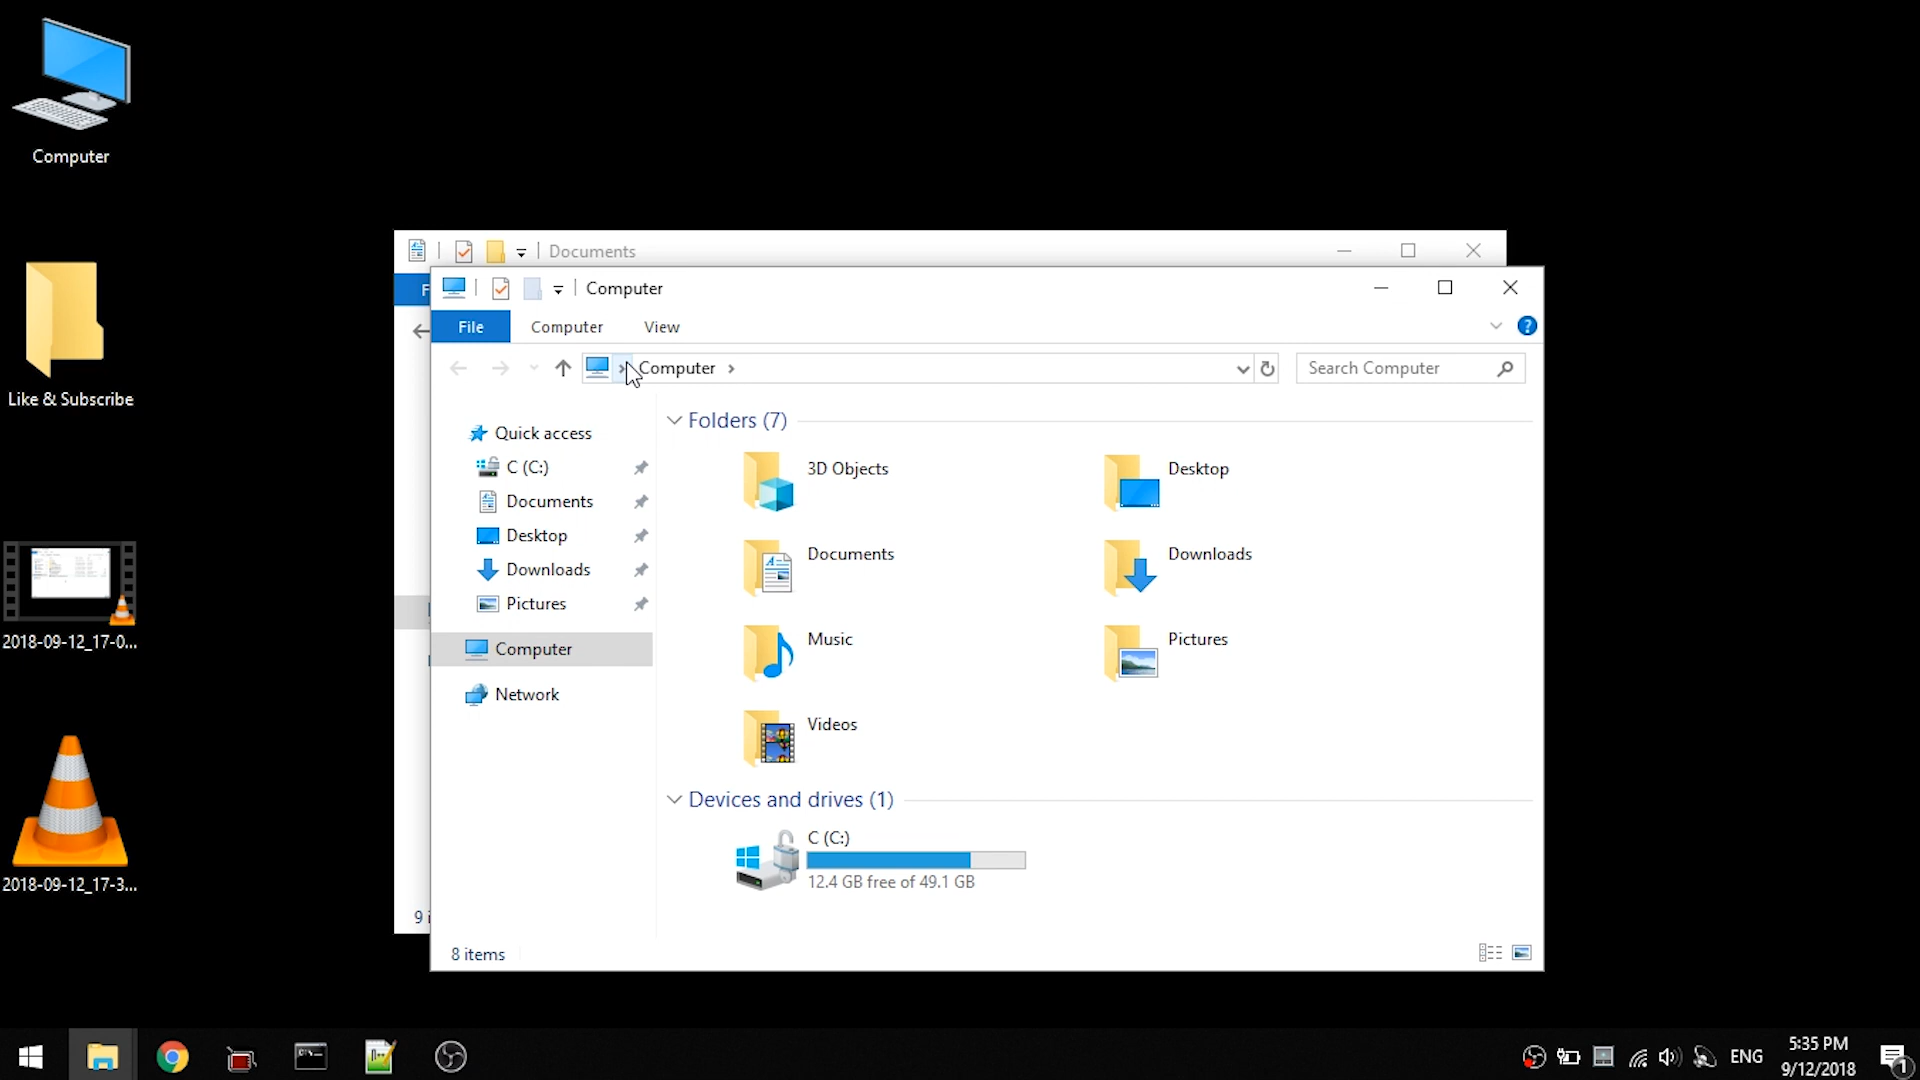 Computer
Like & Subscribe
2018-09-12_17-0...
2018-09-12_17-3...
Documents
F
9 i
Computer
File
Computer
View
Computer
Search Computer
Quick access
C (C:)
Documents
Desktop
Downloads
Pictures
Computer
Network
Folders (7)
3D Objects
Desktop
Documents
Downloads
Music
Pictures
Videos
Devices and drives (1)
C (C:)
12.4 GB free of 49.1 GB
8 items
ENG
5:35 PM
9/12/2018
1